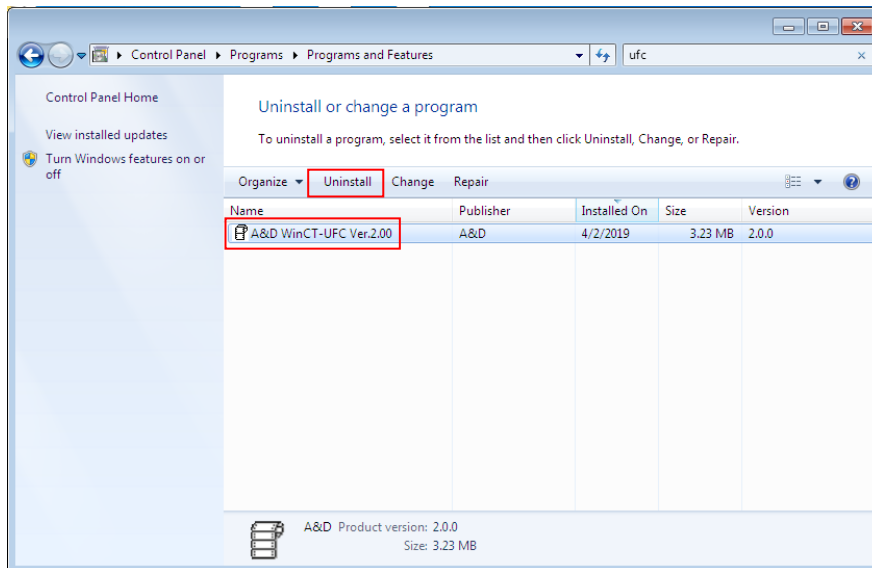 Control Panel Programs Programs and Features ufc
Control Panel Home
View installed updates
Turn Windows features on or
off
Uninstall or change a program
To uninstall a program, select it from the list and then click Uninstall, Change, or Repair.
Organize Uninstall Change Repair
Name Publisher Installed On Size Version
A&D WinCT-UFC Ver.2.00 A&D 4/2/2019 3.23 MB 2.0.0
A&D Product version: 2.0.0
Size: 3.23 MB